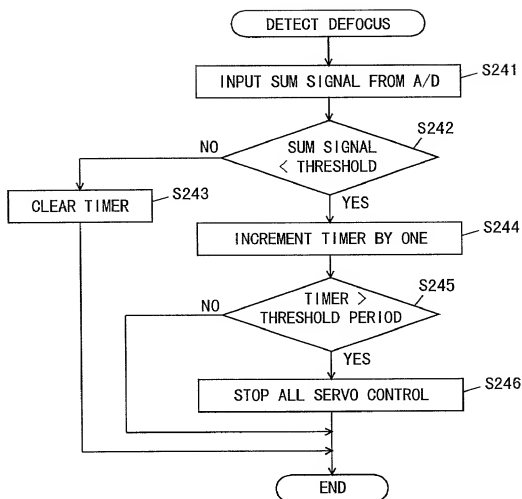 DETECT DEFOCUS
INPUT SUM SIGNAL FROM A/D
S241
SUM SIGNAL
< THRESHOLD
S242
NO
YES
CLEAR TIMER
S243
INCREMENT TIMER BY ONE
S244
TIMER >
THRESHOLD PERIOD
S245
NO
YES
STOP ALL SERVO CONTROL
S246
END